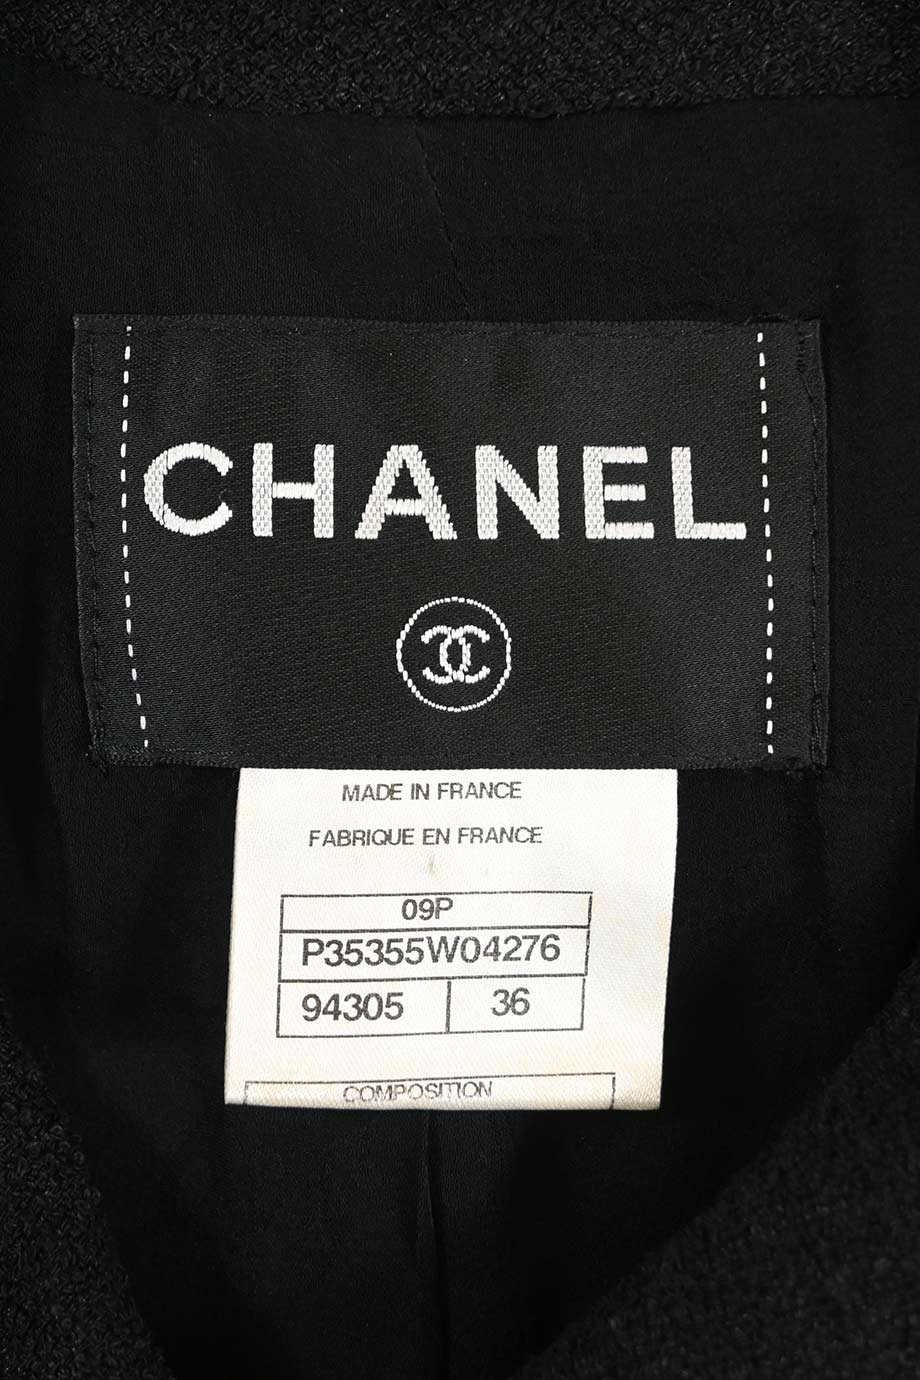 CHANEL
MADE IN FRANCE
FABRIQUE EN FRANCE
09P
P35355W04276
94305 36
COMPOSITION